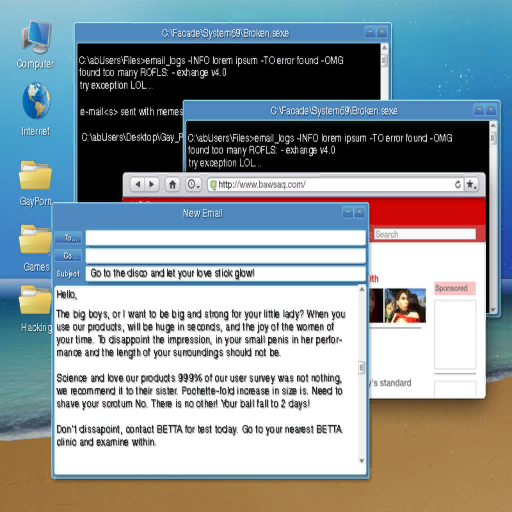 C:\Facade\System69\Broken.sexe
Computer
C:\abUsers\Files>email_logs -INFO lorem ipsum -TO error found -OMG
found too many ROFLS: - exhange v4.0
try exception LOL...
e-mail<s> sent with memes
C:\abUsers\Desktop\Gay_P
C:\Facade\System69\Broken.sexe
C:\abUsers\Files>email_logs -INFO lorem ipsum -TO error found -OMG
found too many ROFLS: - exhange v4.0
try exception LOL...
Internet
http://www.bawsaq.com/
GayPorn
Search
New Email
To...
Cc...
Subject Go to the disco and let your love stick glow!
Games
Sponsored
Hacking
y's standard
Hello,
The big boys, or I want to be big and strong for your little lady? When you
use our products, will be huge in seconds, and the joy of the women of
your time. To disappoint the impression, in your small penis in her perfor-
mance and the length of your surroundings should not be.
Science and love our products 999% of our user survey was not nothing,
we recommend it to their sister. Pochette-fold increase in size is. Need to
shave your scrotum No. There is no other! Your ball fall to 2 days!
Don't dissapoint, contact BETTA for test today. Go to your nearest BETTA
clinic and examine within.